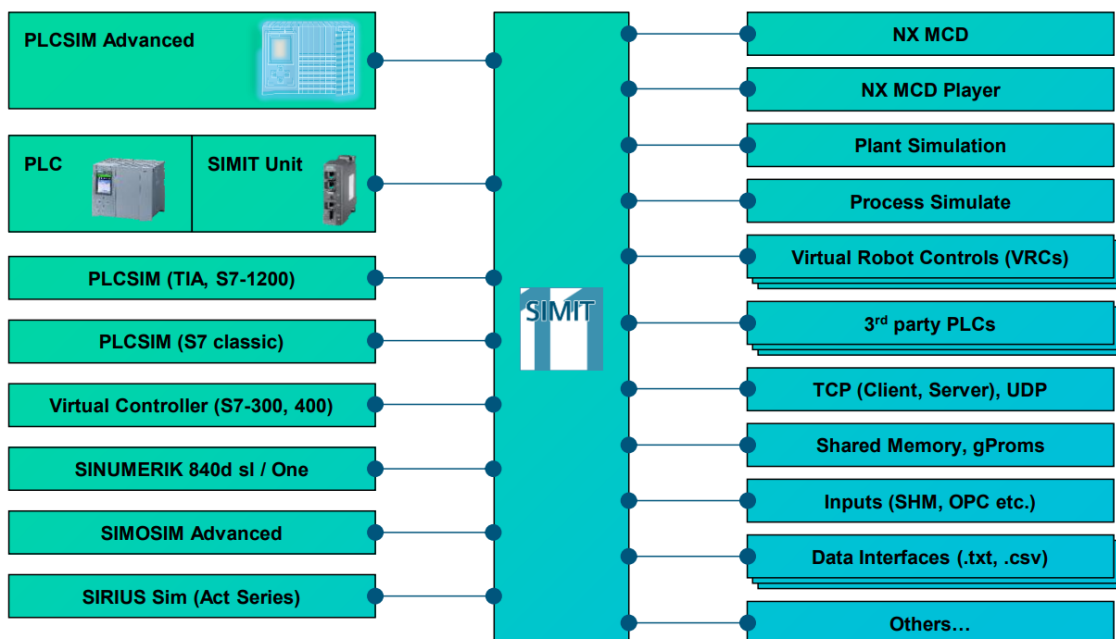 PLCSIM Advanced
PLC
SIMIT Unit
PLCSIM (TIA, S7-1200)
PLCSIM (S7 classic)
Virtual Controller (S7-300, 400)
SINUMERIK 840d sl / One
SIMOSIM Advanced
SIRIUS Sim (Act Series)
SIMIT
11
NX MCD
NX MCD Player
Plant Simulation
Process Simulate
Virtual Robot Controls (VRCs)
3rd party PLCs
TCP (Client, Server), UDP
Shared Memory, gProms
Inputs (SHM, OPC etc.)
Data Interfaces (.txt, .csv)
Others…